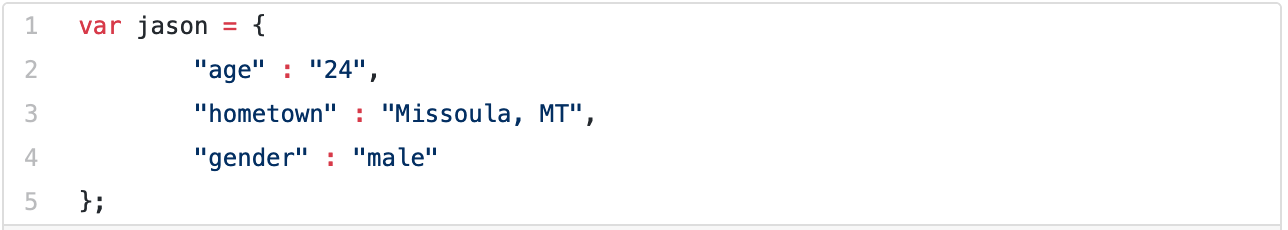 1 var jason = {
2 "age" : "24",
3 "hometown" : "Missoula, MT",
4 "gender" : "male"
5 };